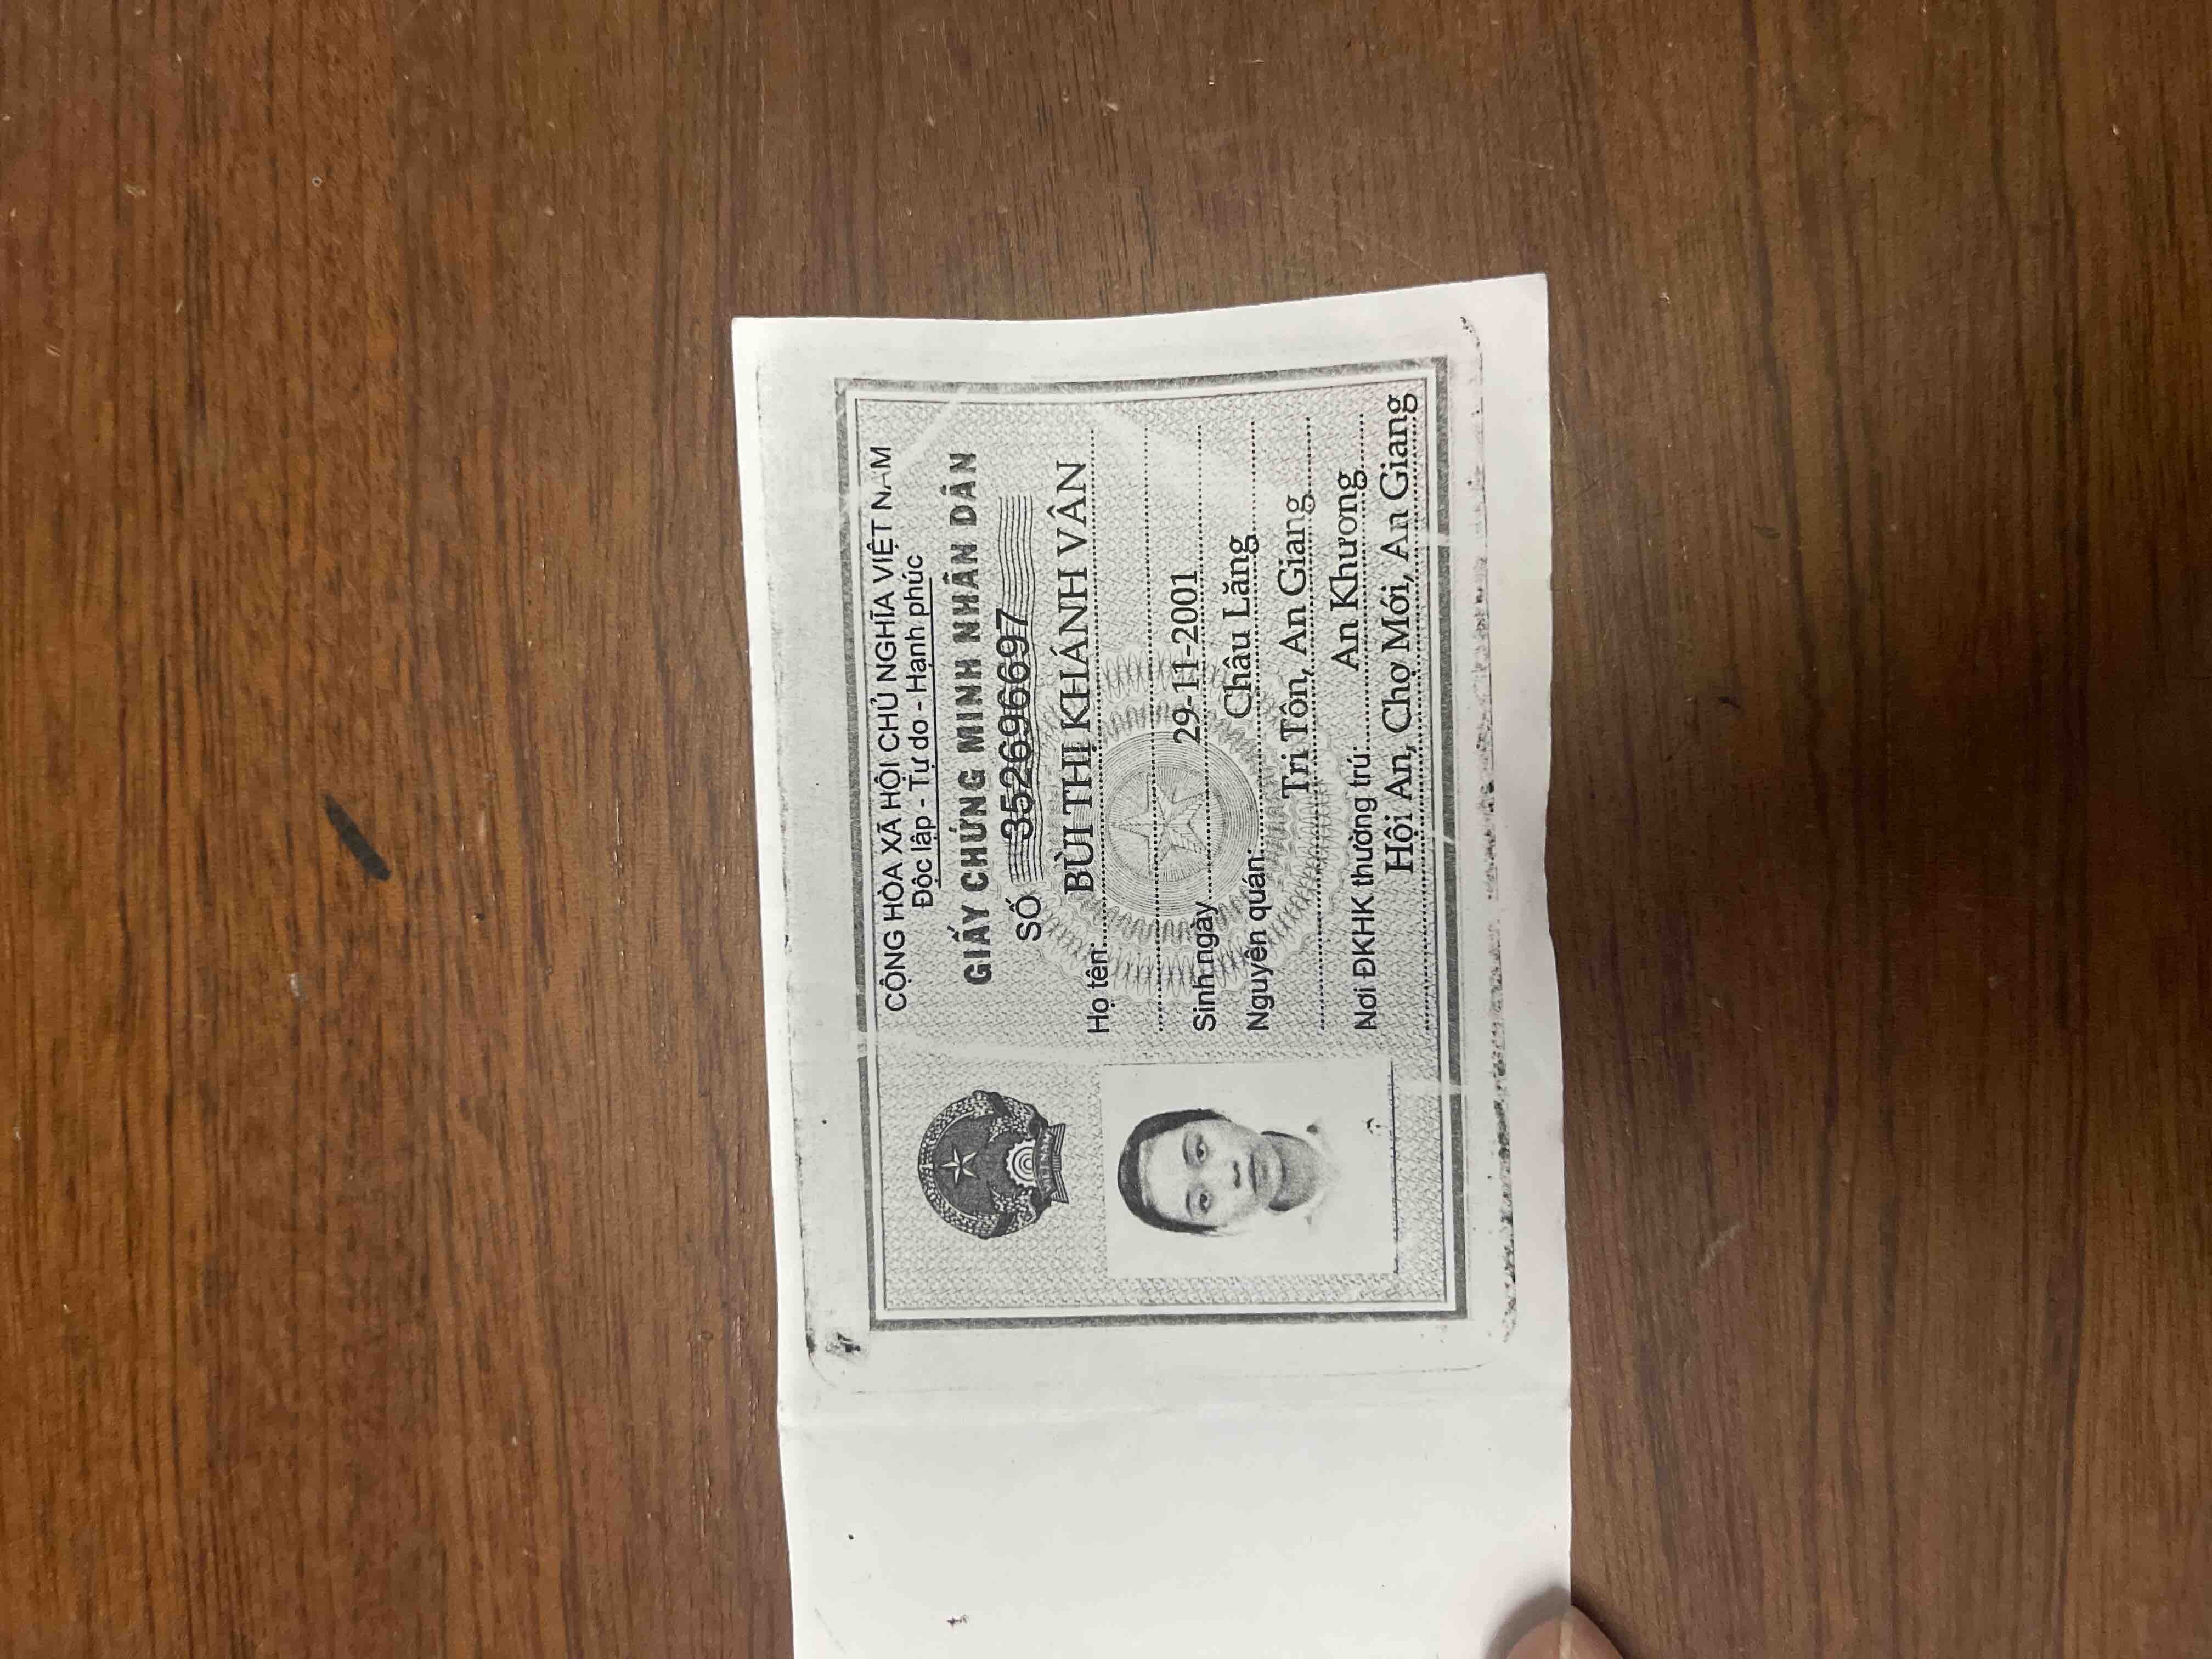 CỘNG HÒA XÃ HỘI CHỦ NGHĨA VIỆT NAM
Độc lập - Tự do - Hạnh phúc
GIẤY CHỨNG MINH NHÂN DÂN
SỐ 352696697
Họ tên: BÙI THỊ KHÁNH VÂN
Sinh ngày 29-11-2001
Nguyên quán: Châu Lăng
Tri Tôn, An Giang
Nơi ĐKHK thường trú: An Khương
Hội An, Chợ Mới, An Giang
VIỆT NAM